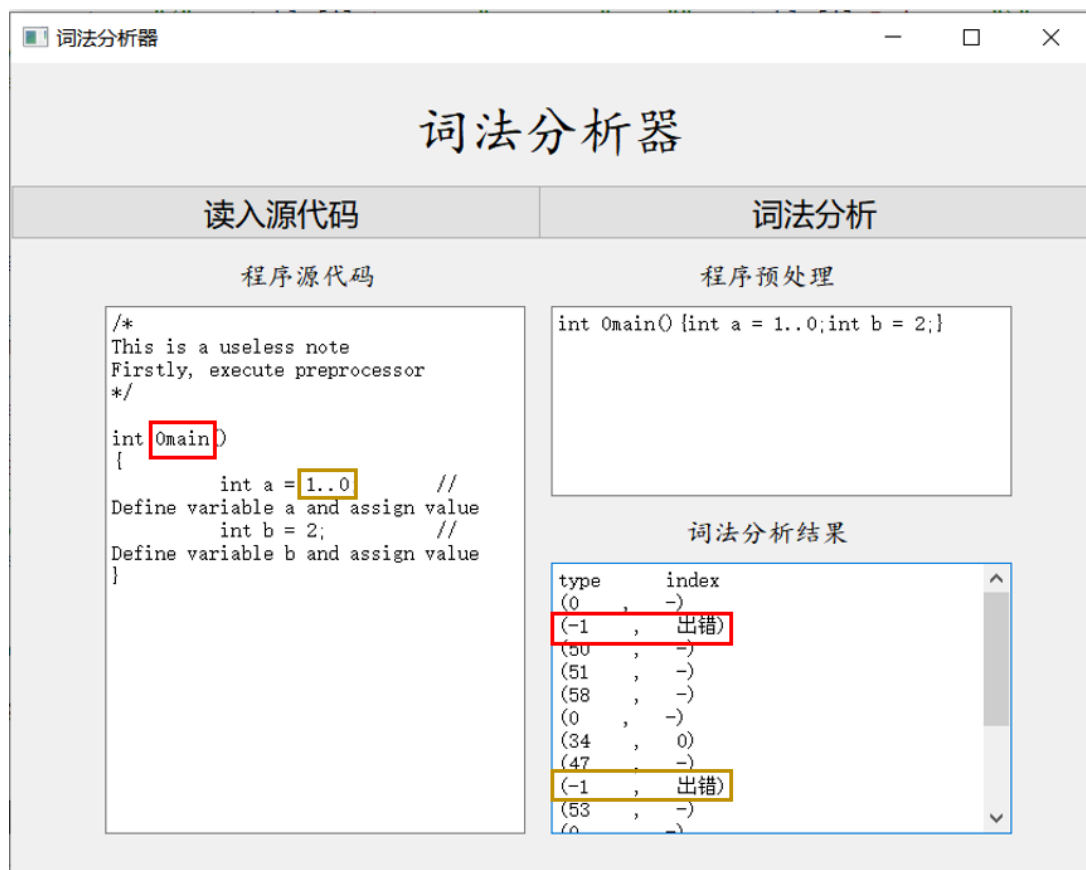 词法分析器
词法分析器
读入源代码
词法分析
程序源代码
/*
This is a useless note
Firstly, execute preprocessor
*/
int 0main()
{
int a = 1..0 //
Define variable a and assign value
int b = 2; //
Define variable b and assign value
}
程序预处理
int 0main(){int a = 1..0;int b = 2;}
词法分析结果
type index
(0 , -)
(-1 , 出错)
(50 , -)
(51 , -)
(58 , -)
(0 , -)
(34 , 0)
(47 , -)
(-1 , 出错)
(53 , -)
(0 -)